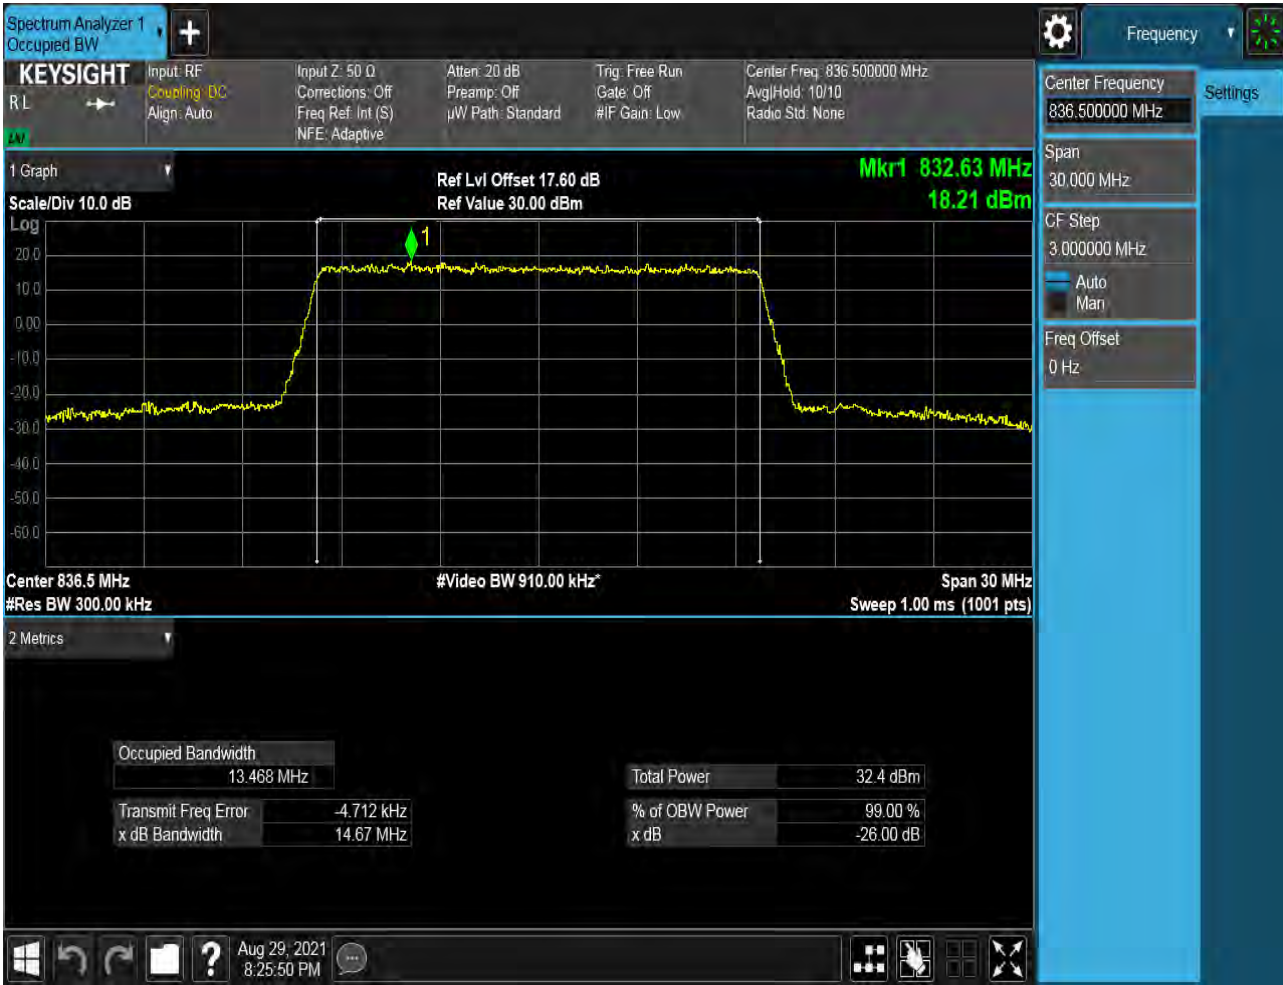 Spectrum Analyzer 1
Occupied BW
Frequency
KEYSIGHT
R L
LXI
Input: RF
Coupling: DC
Align: Auto
Input Z: 50 Ω
Corrections: Off
Freq Ref: Int (S)
NFE: Adaptive
Atten: 20 dB
Preamp: Off
µW Path: Standard
Trig: Free Run
Gate: Off
#IF Gain: Low
Center Freq: 836.500000 MHz
Avg|Hold: 10/10
Radio Std: None
Center Frequency
836.500000 MHz
Settings
Span
30.000 MHz
CF Step
3.000000 MHz
Auto
Man
Freq Offset
0 Hz
1 Graph
Scale/Div 10.0 dB
Ref Lvl Offset 17.60 dB
Ref Value 30.00 dBm
Mkr1 832.63 MHz
18.21 dBm
Log
1
20.0
10.0
0.00
-10.0
-20.0
-30.0
-40.0
-50.0
-60.0
Center 836.5 MHz
#Video BW 910.00 kHz*
Span 30 MHz
#Res BW 300.00 kHz
Sweep 1.00 ms (1001 pts)
2 Metrics
Occupied Bandwidth
13.468 MHz
Total Power 32.4 dBm
Transmit Freq Error -4.712 kHz
% of OBW Power 99.00 %
x dB Bandwidth 14.67 MHz
x dB -26.00 dB
Aug 29, 2021
8:25:50 PM